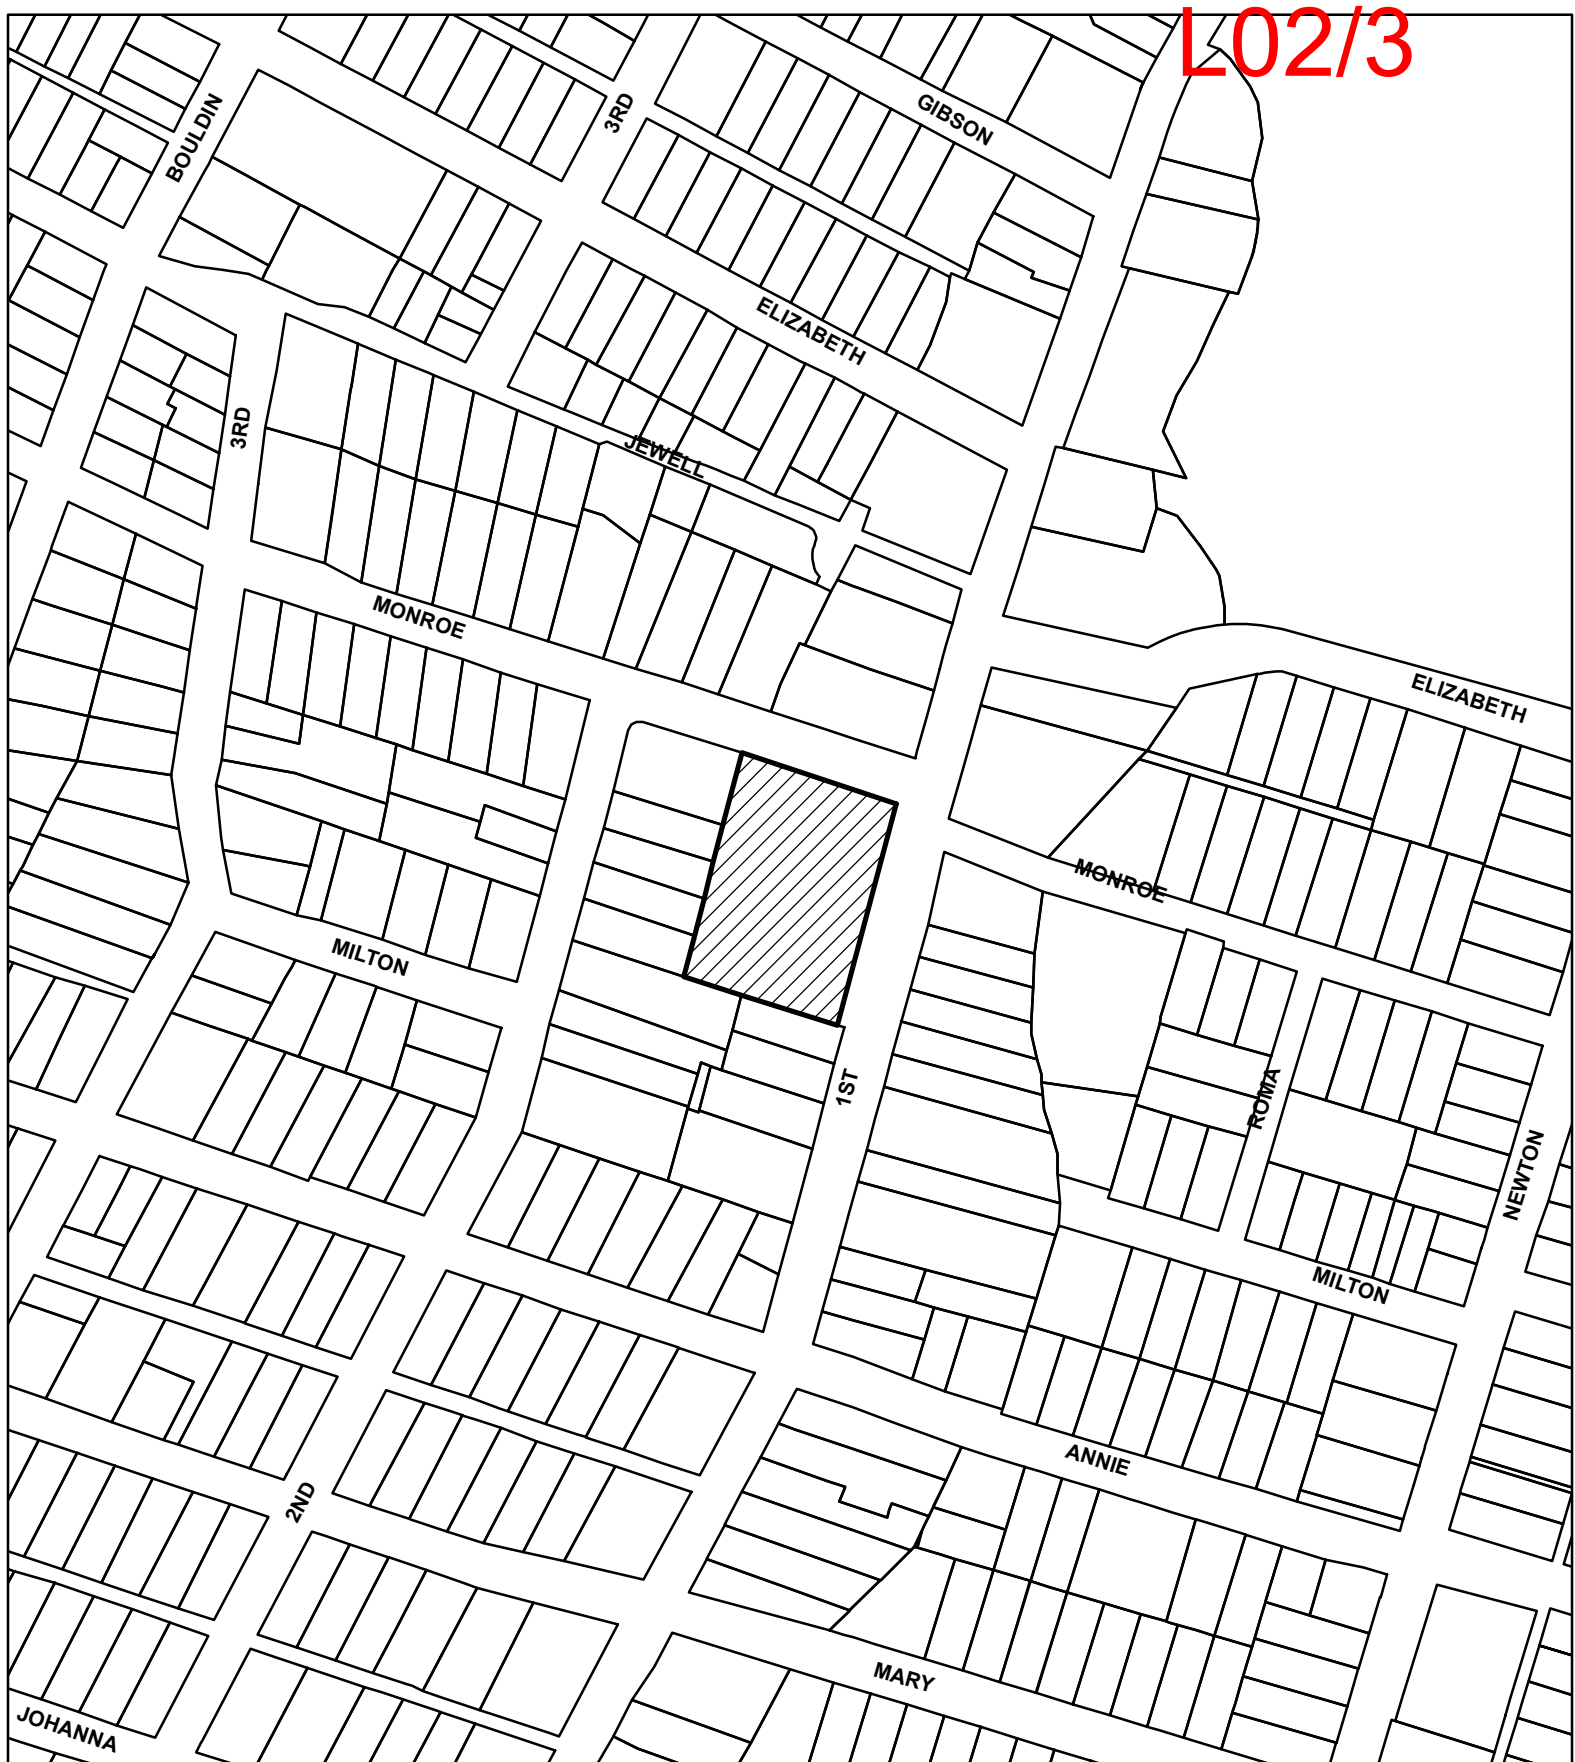 L02/3
GIBSON
3RD
BOULDIN
ELIZABETH
3RD
JEWELL
MONROE
ELIZABETH
MONROE
MILTON
1ST
ROMA
NEWTON
MILTON
ANNIE
2ND
MARY
JOHANNA